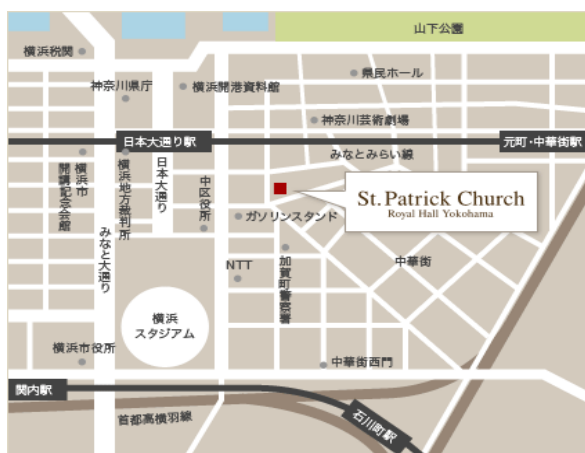 山下公園
横浜税関
県民ホール
神奈川県庁
横浜開港資料館
神奈川芸術劇場
日本大通り駅
元町・中華街駅
みなとみらい線
横浜市
開講記念会館
横浜地方裁判所
日本大通り
中区役所
St. Patrick Church
Royal Hall Yokohama
ガソリンスタンド
みなと大通り
NTT
加賀町警察署
中華街
横浜
スタジアム
横浜市役所
中華街西門
関内駅
首都高横羽線
石川町駅